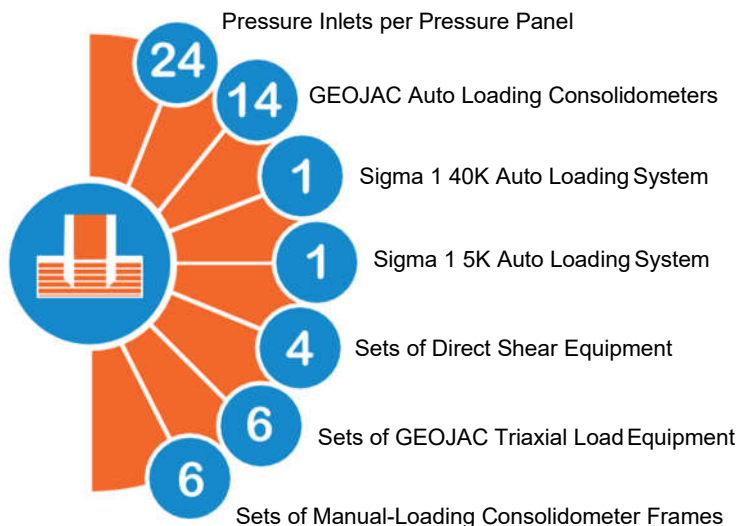 24 Pressure Inlets per Pressure Panel
14 GEOJAC Auto Loading Consolidometers
1 Sigma 1 40K Auto Loading System
1 Sigma 1 5K Auto Loading System
4 Sets of Direct Shear Equipment
6 Sets of GEOJAC Triaxial Load Equipment
6 Sets of Manual-Loading Consolidometer Frames